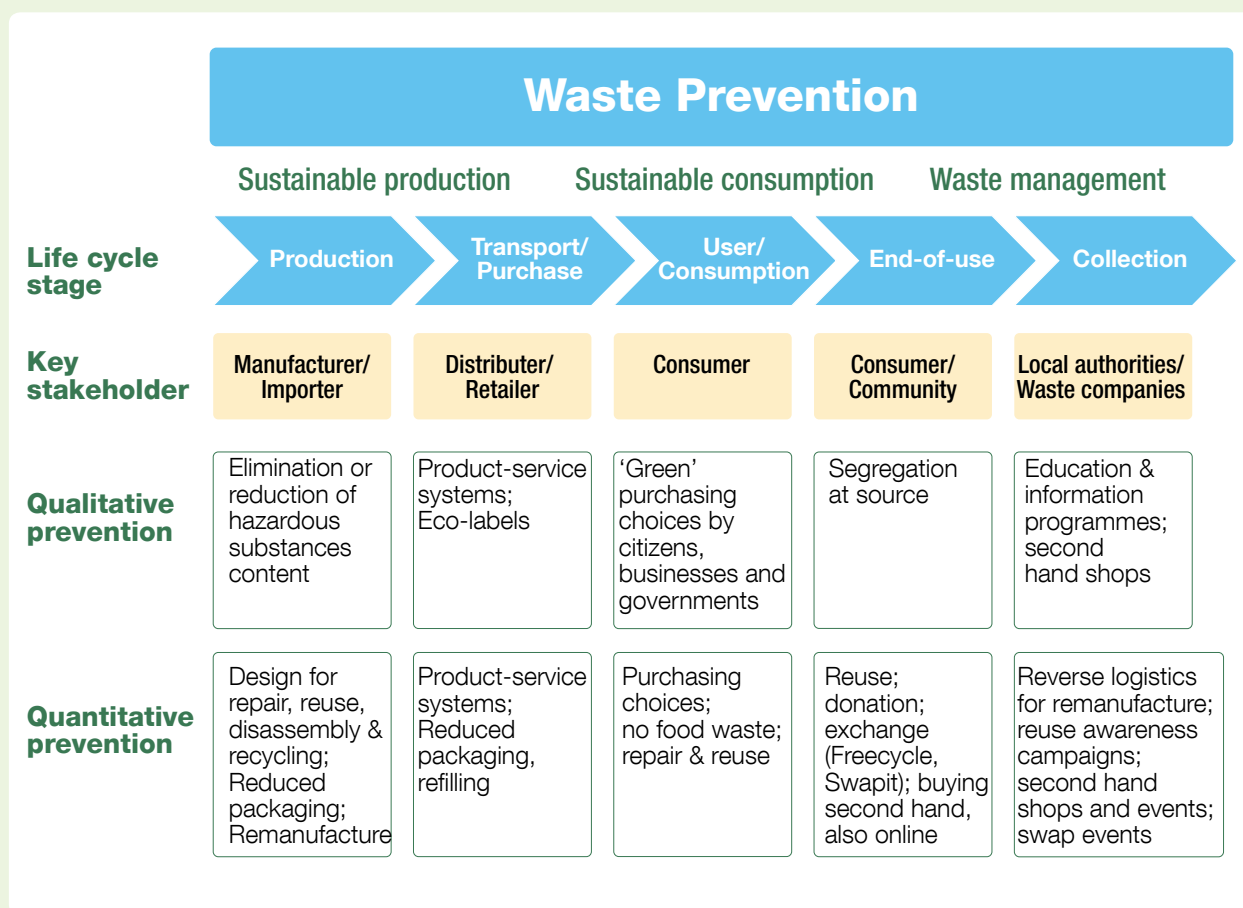 Waste Prevention
Sustainable production
Sustainable consumption
Waste management
Life cycle
stage
Production
Transport/
Purchase
User/
Consumption
End-of-use
Collection
Key
stakeholder
Manufacturer/
Importer
Distributer/
Retailer
Consumer
Consumer/
Community
Local authorities/
Waste companies
Qualitative
prevention
Elimination or
reduction of
hazardous
substances
content
Product-service
systems;
Eco-labels
‘Green’
purchasing
choices by
citizens,
businesses and
governments
Segregation
at source
Education &
information
programmes;
second
hand shops
Quantitative
prevention
Design for
repair, reuse,
disassembly &
recycling;
Reduced
packaging;
Remanufacture
Product-service
systems;
Reduced
packaging,
refilling
Purchasing
choices;
no food waste;
repair & reuse
Reuse;
donation;
exchange
(Freecycle,
Swapit); buying
second hand,
also online
Reverse logistics
for remanufacture;
reuse awareness
campaigns;
second hand
shops and events;
swap events